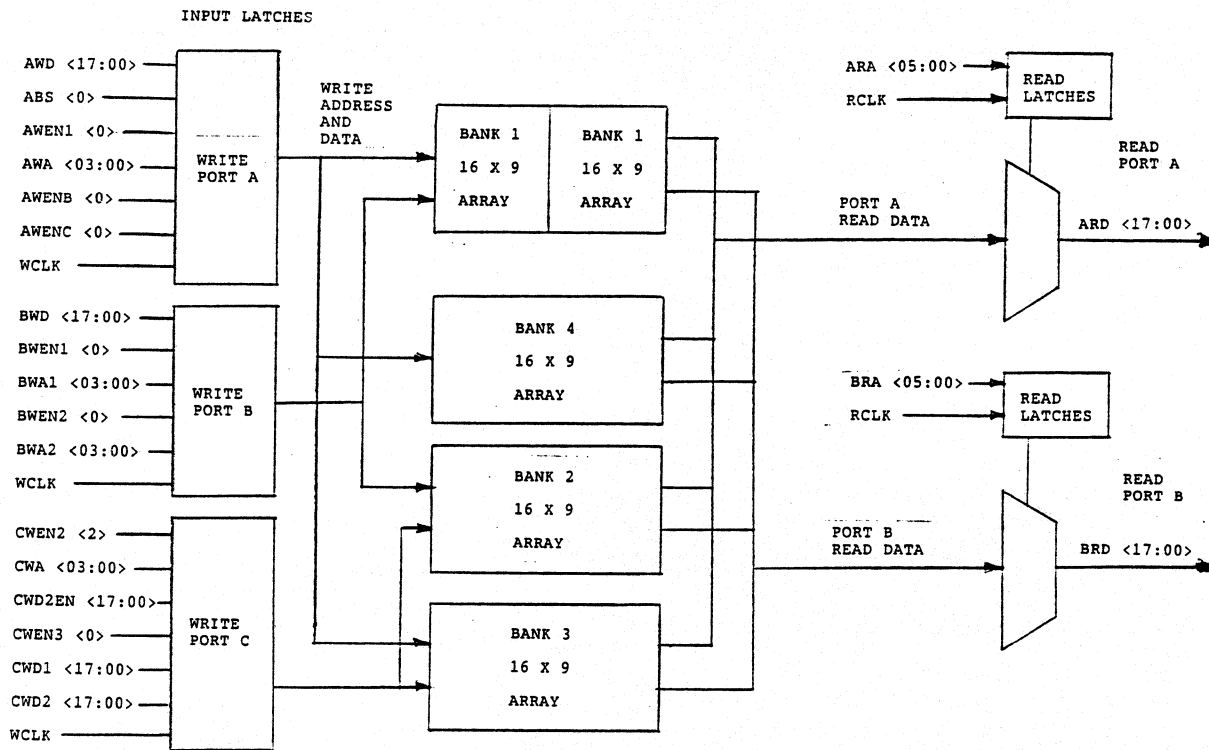 INPUT LATCHES
AWD <17:00>
ABS <0>
AWEN1 <0>
AWA <03:00>
AWENB <0>
AWENC <0>
WCLK
WRITE
PORT A
BWD <17:00>
BWEN1 <0>
BWA1 <03:00>
BWEN2 <0>
BWA2 <03:00>
WCLK
WRITE
PORT B
CWEN2 <2>
CWA <03:00>
CWD2EN <17:00>
CWEN3 <0>
CWD1 <17:00>
CWD2 <17:00>
WCLK
WRITE
PORT C
WRITE
ADDRESS
AND
DATA
BANK 1
16 X 9
ARRAY
BANK 1
16 X 9
ARRAY
BANK 4
16 X 9
ARRAY
BANK 2
16 X 9
ARRAY
BANK 3
16 X 9
ARRAY
ARA <05:00>
RCLK
READ
LATCHES
READ
PORT A
PORT A
READ DATA
ARD <17:00>
BRA <05:00>
RCLK
READ
LATCHES
READ
PORT B
PORT B
READ DATA
BRD <17:00>